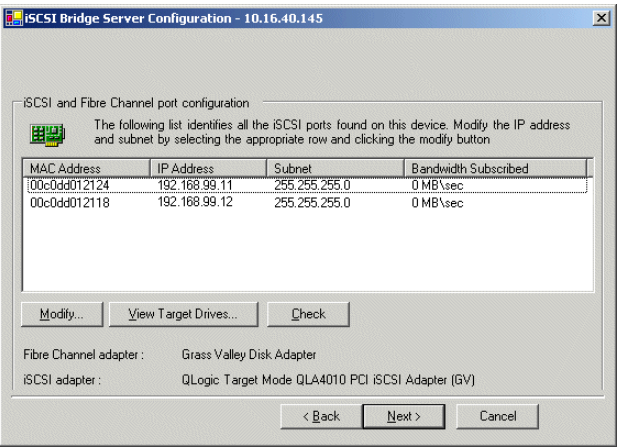 iSCSI Bridge Server Configuration - 10.16.40.145
iSCSI and Fibre Channel port configuration
The following list identifies all the iSCSI ports found on this device. Modify the IP address
and subnet by selecting the appropriate row and clicking the modify button
MAC Address IP Address Subnet Bandwidth Subscribed
00c0dd012124 192.168.99.11 255.255.255.0 0 MB\sec
00c0dd012118 192.168.99.12 255.255.255.0 0 MB\sec
Modify... View Target Drives... Check
Fibre Channel adapter : Grass Valley Disk Adapter
iSCSI adapter : QLogic Target Mode QLA4010 PCI iSCSI Adapter (GV)
< Back Next > Cancel